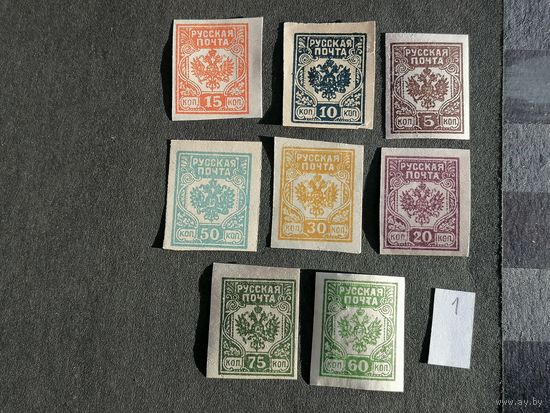 РУССКАЯ
ПОЧТА
КОП 15 КОП
РУССКАЯ
ПОЧТА
КОП 10 КОП
РУССКАЯ
ПОЧТА
КОП 5 КОП
РУССКАЯ
ПОЧТА
КОП 50 КОП
РУССКАЯ
ПОЧТА
КОП 30 КОП
РУССКАЯ
ПОЧТА
КОП 20 КОП
РУССКАЯ
ПОЧТА
КОП 75 КОП
РУССКАЯ
ПОЧТА
КОП 60 КОП
1
www.ay.by